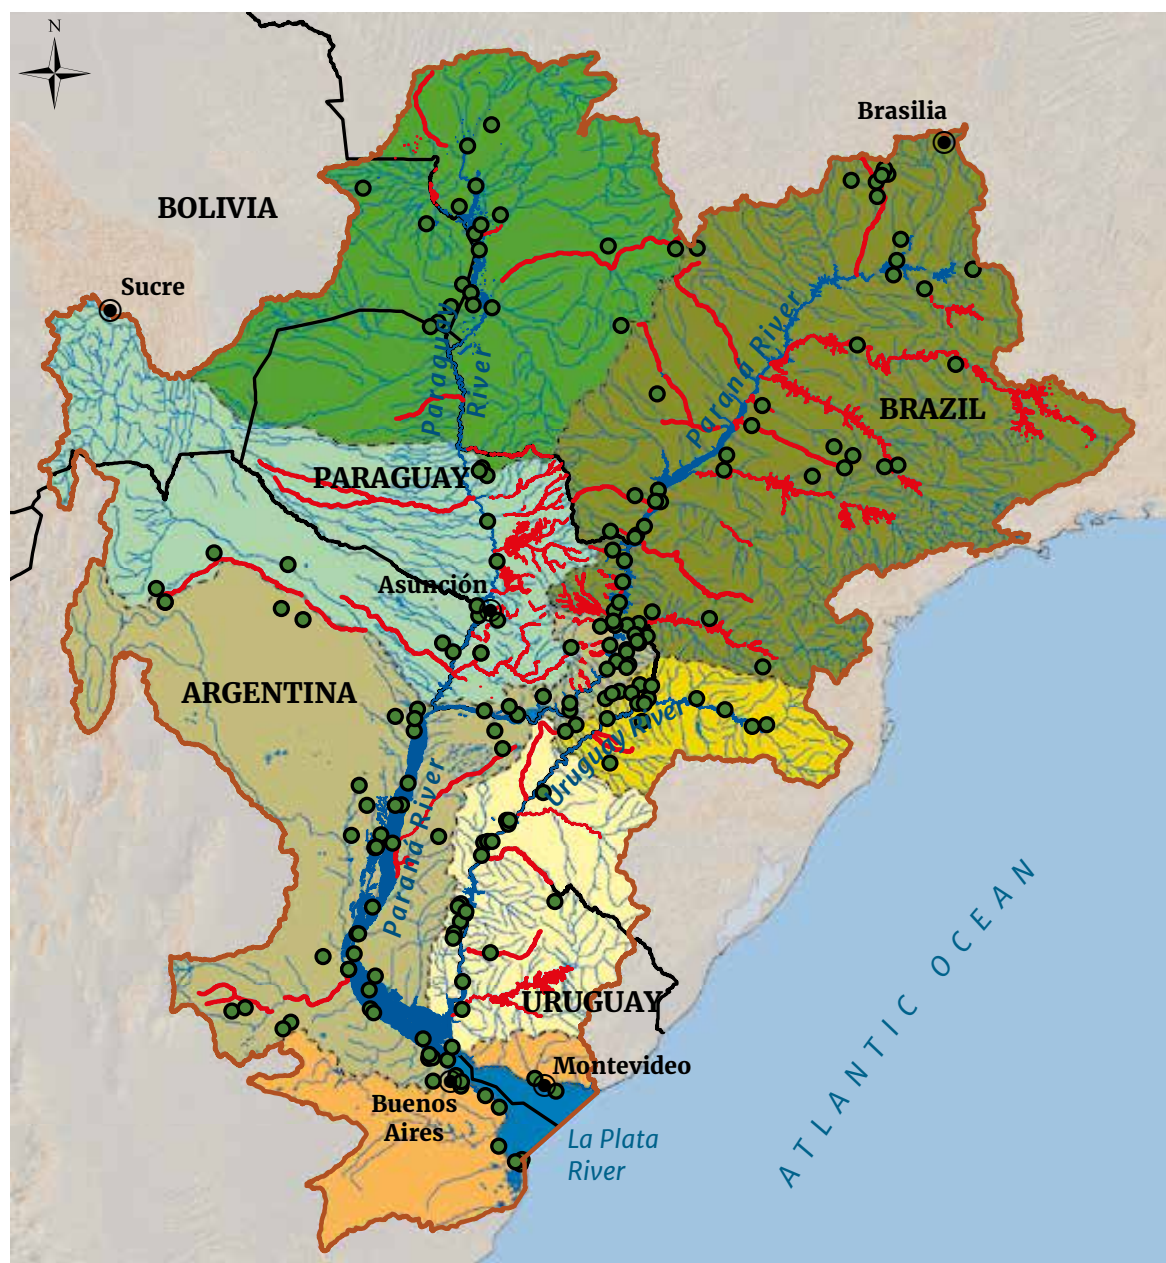 N
Brasilia
BOLIVIA
Sucre
Paraguay
River
Paraná River
BRAZIL
PARAGUAY
Asunción
ARGENTINA
Uruguay River
Paraná River
URUGUAY
Montevideo
Buenos
Aires
La Plata
River
ATLANTIC OCEAN